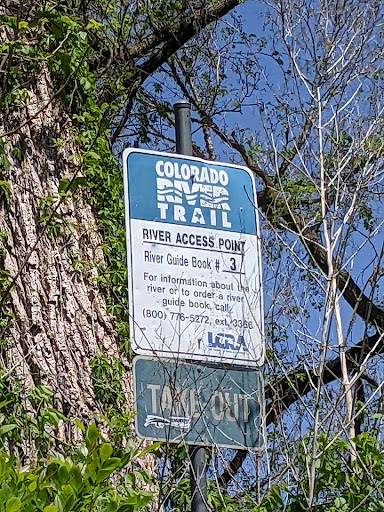 COLORADO
RIVER
TRAIL
RIVER ACCESS POINT
River Guide Book # 3
For information about the
river or to order a river
guide book, call
(800) 776-5272, ext. 3366
LCRA
TAKE OUT